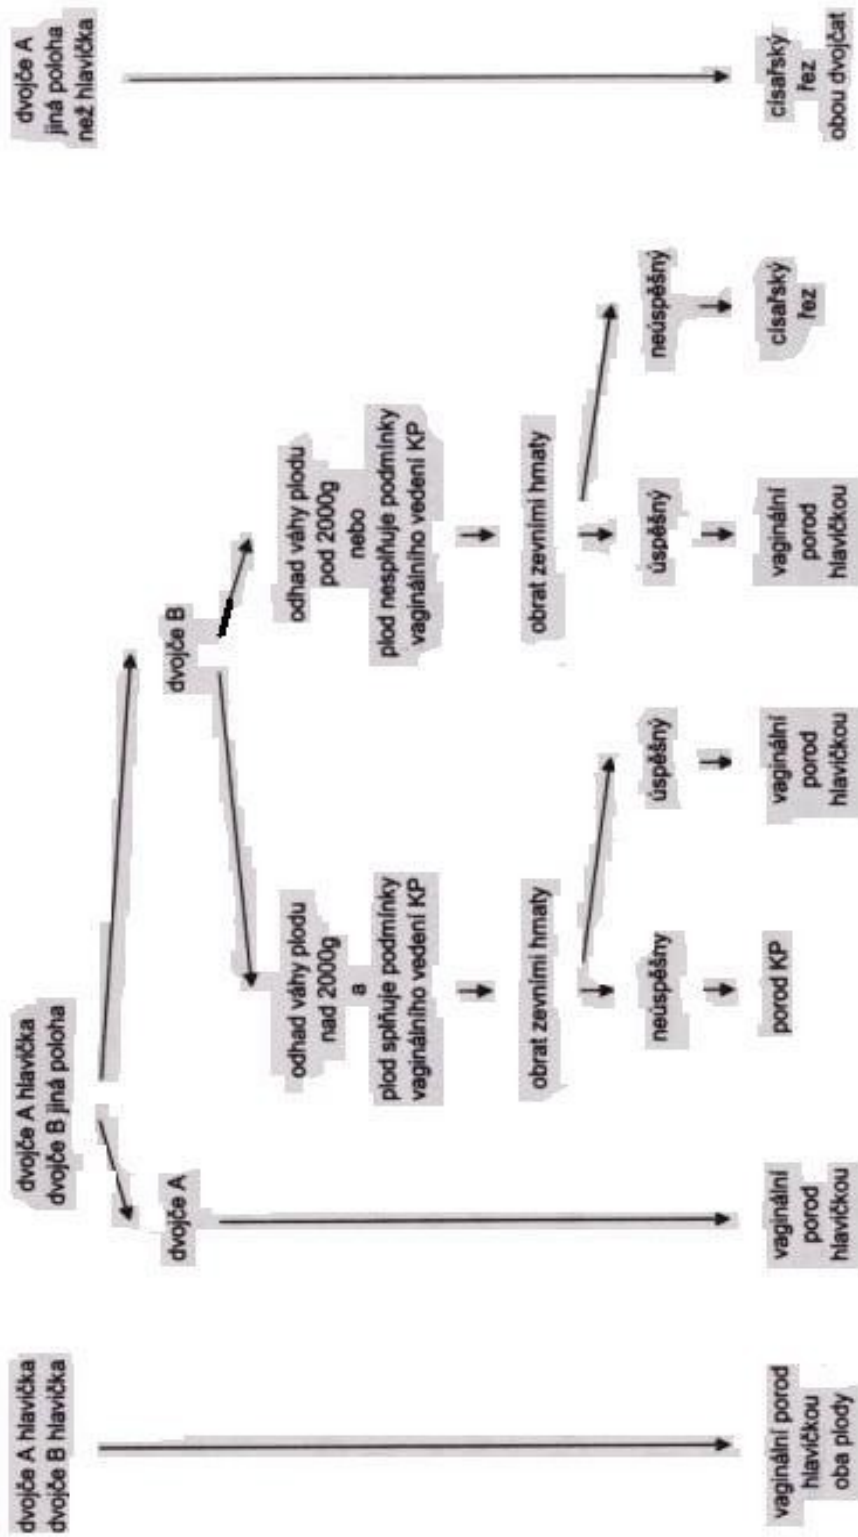 dvojče A hlavička
dvojče B hlavička
dvojče A hlavička
dvojče B jiná poloha
dvojče A
jiná poloha
než hlavička
dvojče A
dvojče B
odhad váhy plodu
nad 2000g
a
plod splňuje podmínky
vaginálního vedení KP
odhad váhy plodu
pod 2000g
nebo
plod nesplňuje podmínky
vaginálního vedení KP
obrat zevními hmaty
obrat zevními hmaty
neúspěšny
úspěšný
úspěšný
neúspěšný
vaginální porod
hlavičkou
oba plody
vaginální
porod
hlavičkou
porod KP
vaginální
porod
hlavičkou
vaginální
porod
hlavičkou
císařský
řez
císařský
řez
obou dvojčat